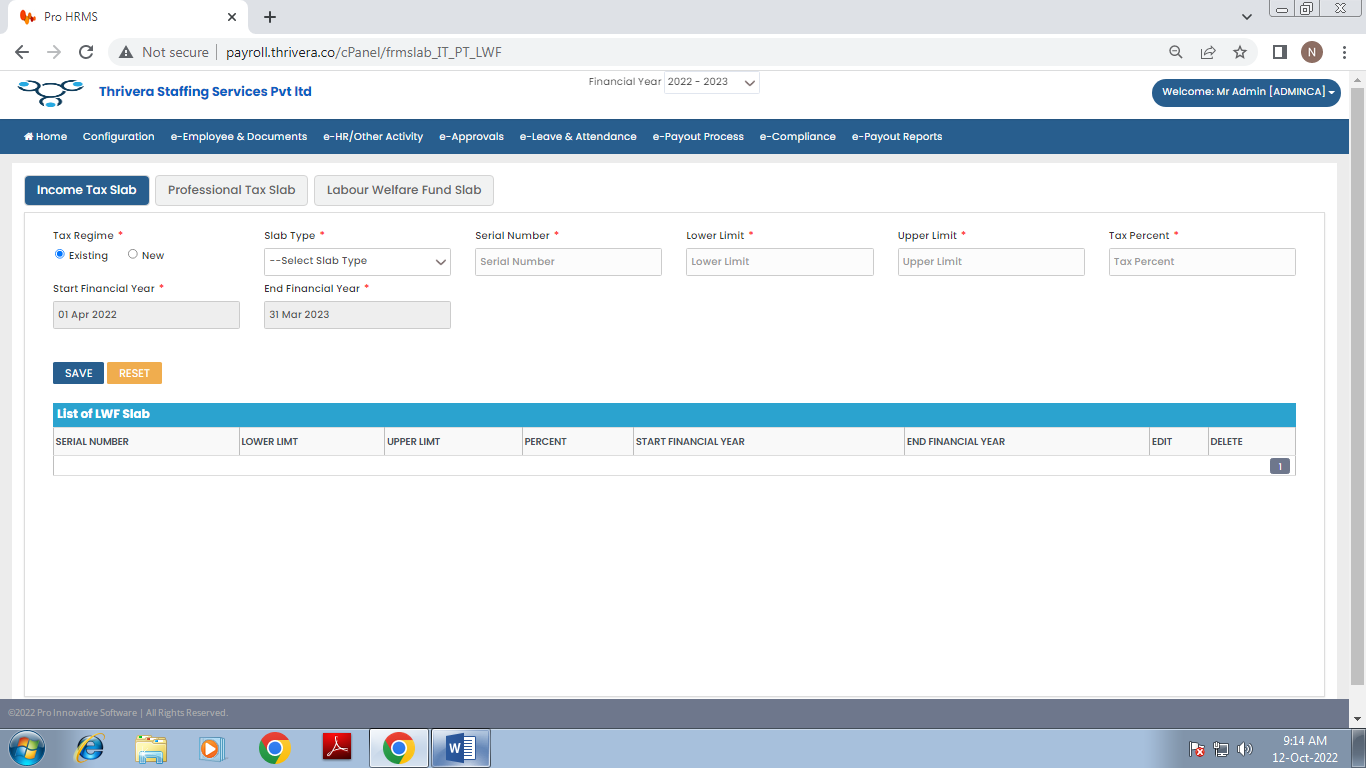 Pro HRMS
Not secure payroll.thrivera.co/cPanel/frmslab_IT_PT_LWF
N
Thrivera Staffing Services Pvt ltd
Financial Year 2022 - 2023
Welcome: Mr Admin [ADMINCA]
Home Configuration e-Employee & Documents e-HR/Other Activity e-Approvals e-Leave & Attendance e-Payout Process e-Compliance e-Payout Reports
Income Tax Slab Professional Tax Slab Labour Welfare Fund Slab
Tax Regime * Slab Type * Serial Number * Lower Limit * Upper Limit * Tax Percent *
Existing New --Select Slab Type Serial Number Lower Limit Upper Limit Tax Percent
Start Financial Year * End Financial Year *
01 Apr 2022 31 Mar 2023
SAVE RESET
List of LWF Slab
SERIAL NUMBER LOWER LIMT UPPER LIMT PERCENT START FINANCIAL YEAR END FINANCIAL YEAR EDIT DELETE
1
©2022 Pro Innovative Software | All Rights Reserved.
W
9:14 AM
12-Oct-2022